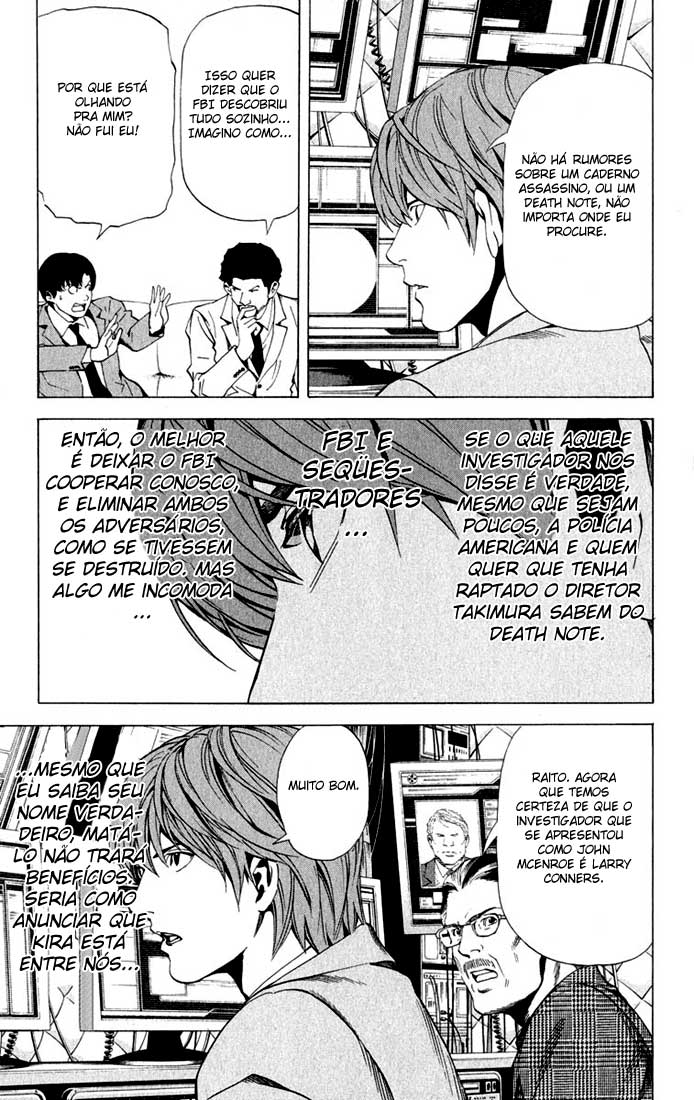 NÃO HÁ RUMORES
SOBRE UM CADERNO
ASSASSINO, OU UM
DEATH NOTE, NÃO
IMPORTA ONDE EU
PROCURE.
ISSO QUER
DIZER QUE O
FBI DESCOBRIU
TUDO SOZINHO...
IMAGINO COMO...
POR QUE ESTÁ
OLHANDO
PRA MIM?
NÃO FUI EU!
SE O QUE AQUELE
INVESTIGADOR NOS
DISSE É VERDADE,
MESMO QUE SEJAM
POUCOS, A POLÍCIA
AMERICANA E QUEM
QUER QUE TENHA
RAPTADO O DIRETOR
TAKIMURA SABEM DO
DEATH NOTE.
FBI E
SEQÜES-
TRADORES
...
ENTÃO, O MELHOR
É DEIXAR O FBI
COOPERAR CONOSCO,
E ELIMINAR AMBOS
OS ADVERSÁRIOS,
COMO SE TIVESSEM
SE DESTRUÍDO. MAS
ALGO ME INCOMODA
...
RAITO. AGORA
QUE TEMOS
CERTEZA DE QUE O
INVESTIGADOR QUE
SE APRESENTOU
COMO JOHN
MCENROE É LARRY
CONNERS.
MUITO BOM.
...MESMO QUE
EU SAIBA SÉU
NOME VERDA-
DEIRO, MATÁ-
LO NÃO TRARÁ
BENEFÍCIOS.
SERIA COMO
ANUNCIAR QUE
KIRA ESTÁ
ENTRE NÓS...